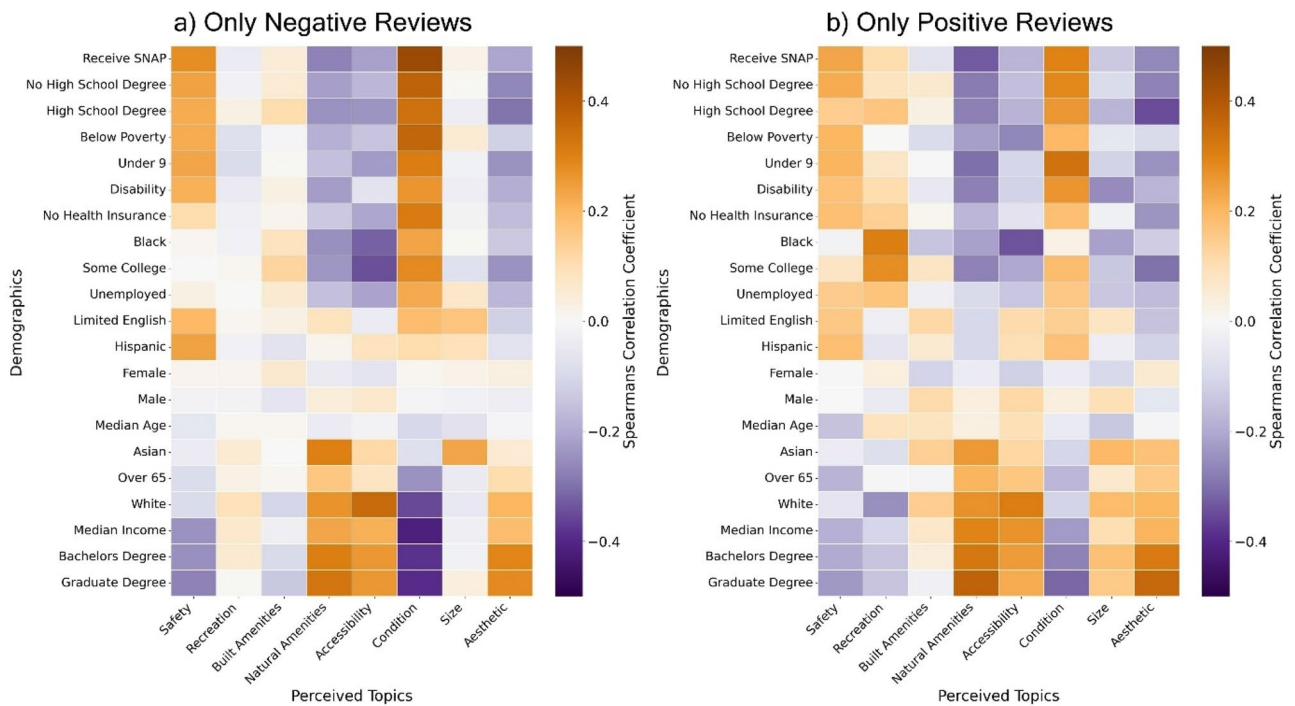 a) Only Negative Reviews
Receive SNAP
No High School Degree
High School Degree
Below Poverty
Under 9
Disability
No Health Insurance
Black
Some College
Unemployed
Limited English
Hispanic
Female
Male
Median Age
Asian
Over 65
White
Median Income
Bachelors Degree
Graduate Degree
Demographics
Safety
Recreation
Built Amenities
Natural Amenities
Accessibility
Condition
Size
Aesthetic
Perceived Topics
0.4
0.2
0.0
−0.2
−0.4
Spearmans Correlation Coefficient
b) Only Positive Reviews
Receive SNAP
No High School Degree
High School Degree
Below Poverty
Under 9
Disability
No Health Insurance
Black
Some College
Unemployed
Limited English
Hispanic
Female
Male
Median Age
Asian
Over 65
White
Median Income
Bachelors Degree
Graduate Degree
Demographics
Safety
Recreation
Built Amenities
Natural Amenities
Accessibility
Condition
Size
Aesthetic
Perceived Topics
0.4
0.2
0.0
−0.2
−0.4
Spearmans Correlation Coefficient